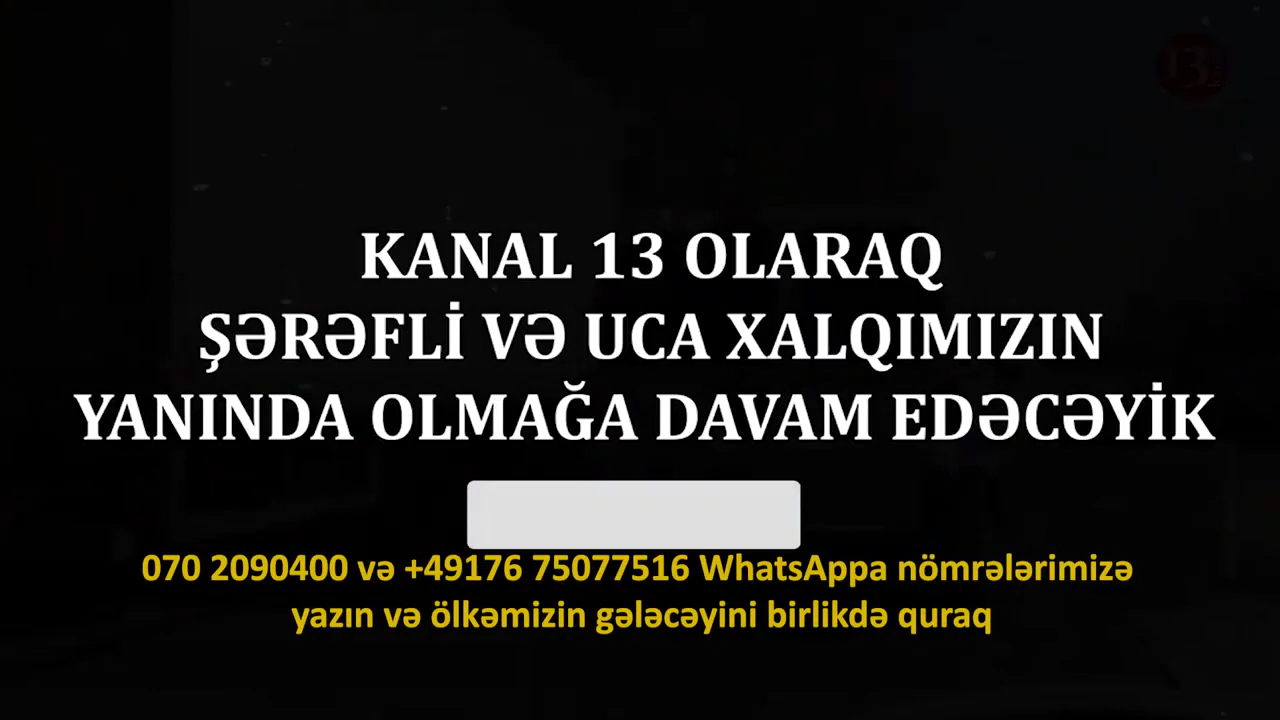 13
KANAL 13 OLARAQ
ŞƏRƏFLİ VƏ UCA XALQIMIZIN
YANINDA OLMAĞA DAVAM EDƏCƏYİK
070 2090400 və +49176 75077516 WhatsAppa nömrələrimizə
yazın və ölkəmizin gələcəyini birlikdə quraq